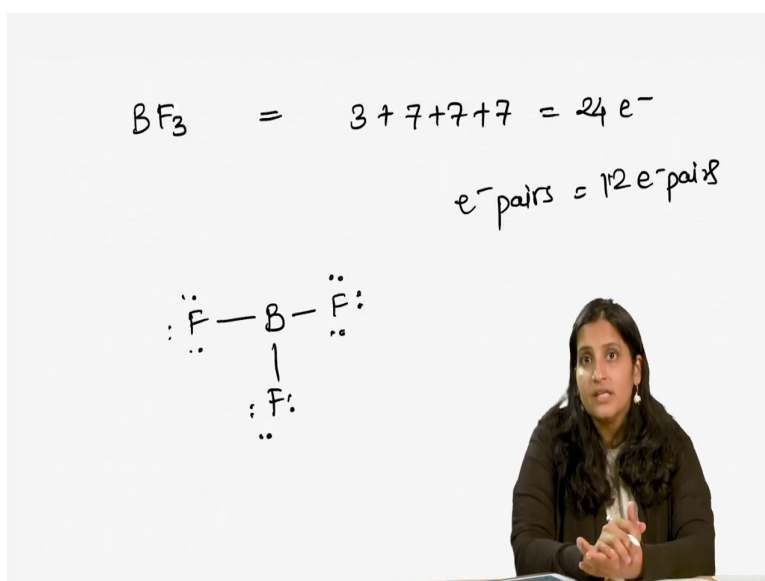 BF3 = 3 + 7 + 7 + 7 = 24 e⁻
e⁻ pairs = 12 e⁻ pairs
:F̤̈ — B — F̤̈:
|
:F̤: